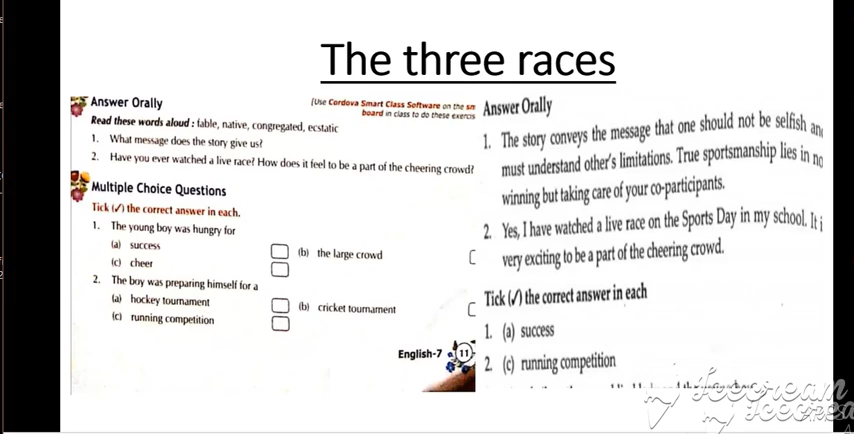 The three races
Answer Orally
[Use Cordova Smart Class Software on the
board in class to do these
Read these words aloud : fable, native, congregated, ecstatic
1. What message does the story give us?
2. Have you ever watched a live race? How does it feel to be a part of the cheering crowd?
Multiple Choice Questions
Tick (✓) the correct answer in each.
1. The young boy was hungry for
(a) success
(b) the large crowd
(c) cheer
2. The boy was preparing himself for a
(a) hockey tournament
(b) cricket tournament
(c) running competition
English-7 11
Answer Orally
1. The story conveys the message that one should not be selfish
must understand other's limitations. True sportsmanship lies in
winning but taking care of your co-participants.
2. Yes, I have watched a live race on the Sports Day in my school. It
very exciting to be a part of the cheering crowd.
Tick (✓) the correct answer in each
1. (a) success
2. (c) running competition
Icecream